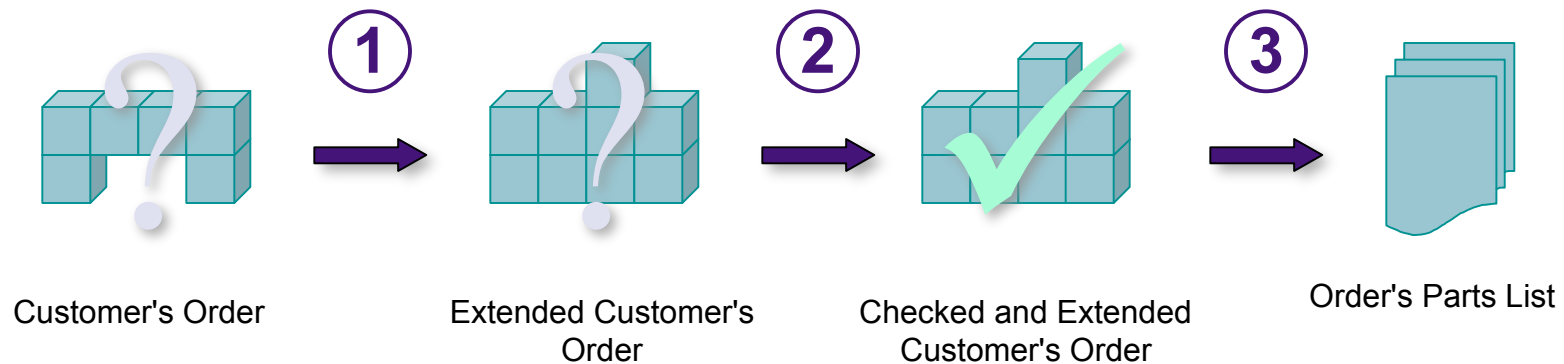 1
2
3
Customer's Order
Extended Customer's
Order
Checked and Extended
Customer's Order
Order's Parts List